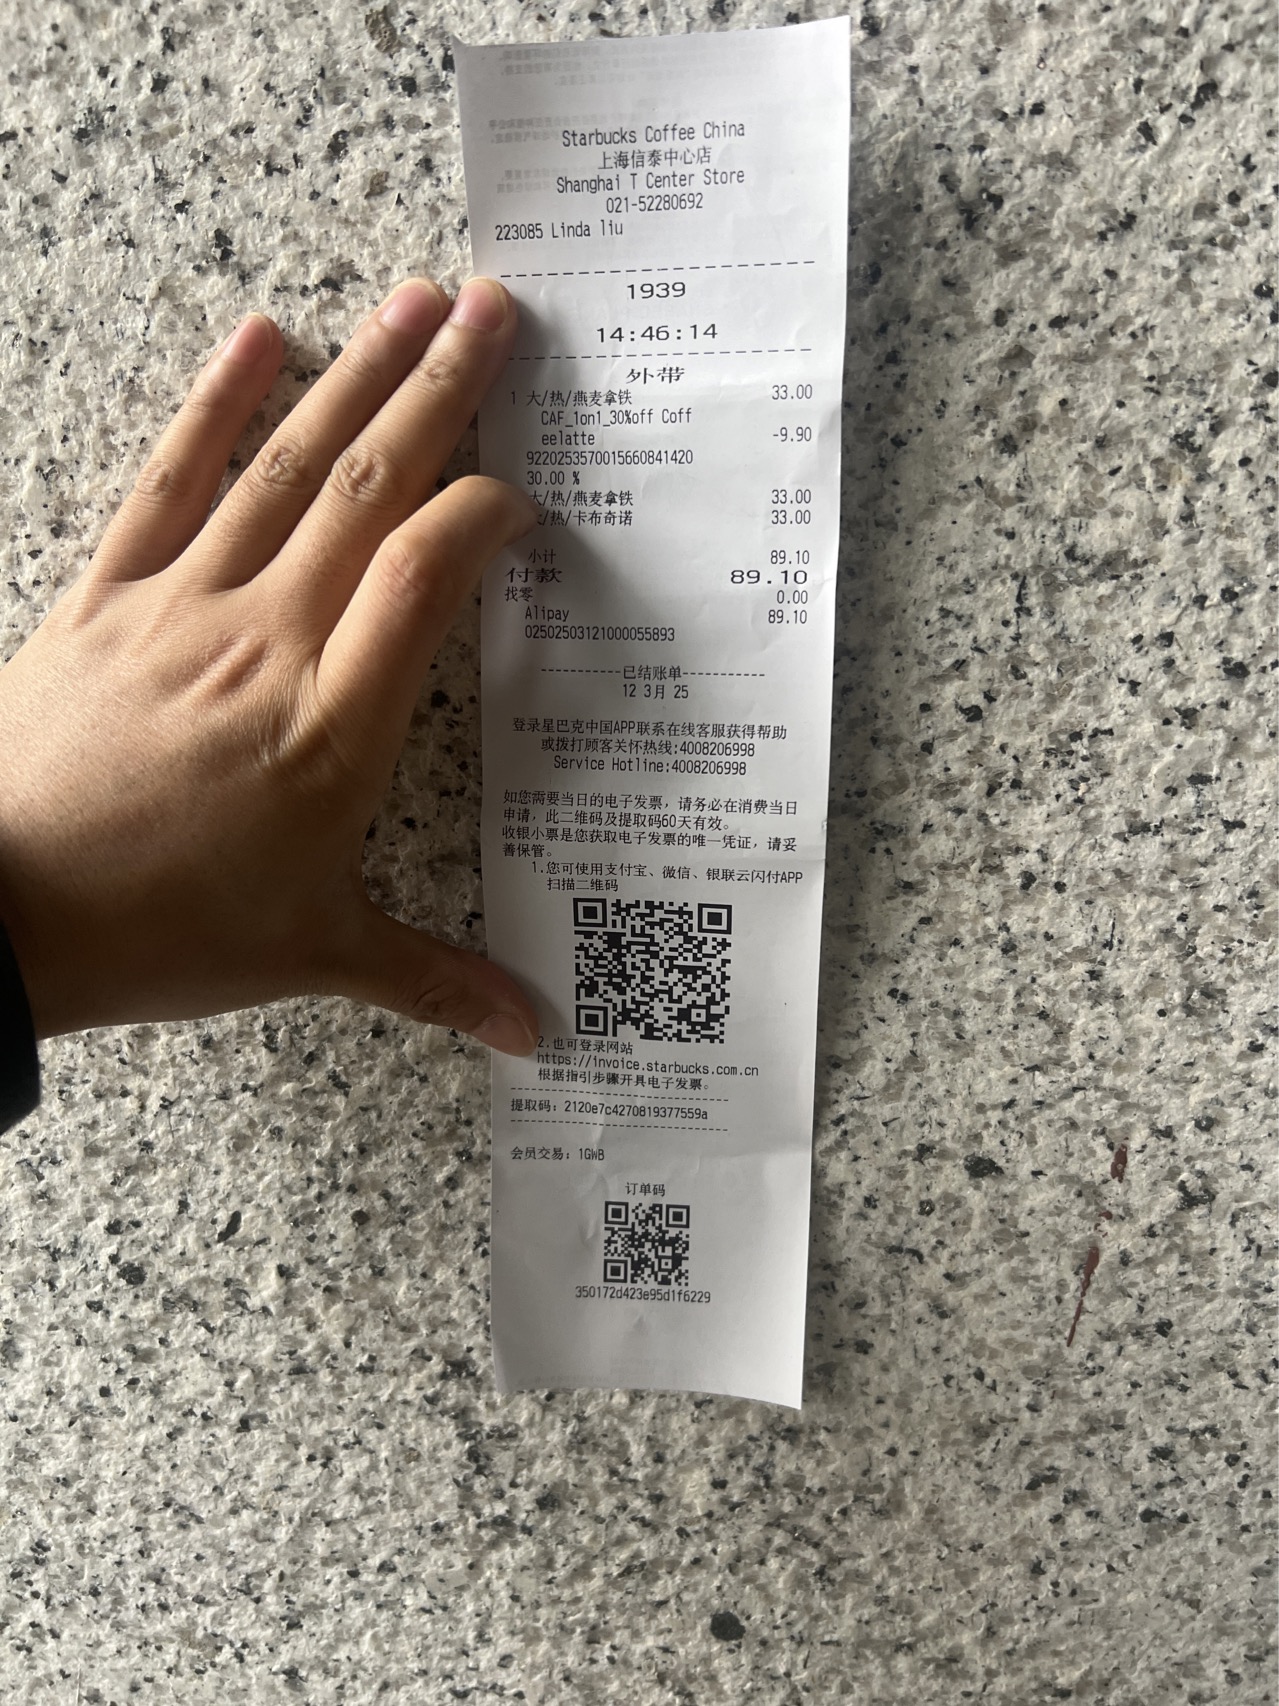 Starbucks Coffee China
上海信泰中心店
Shanghai T Center Store
021-52280692
223085 Linda liu
1939
14:46:14
外带
1 大/热/燕麦拿铁 33.00
CAF_1on1_30%off Coff
eelatte -9.90
9220253570015660841420
30.00 %
大/热/燕麦拿铁 33.00
/热/卡布奇诺 33.00
小计 89.10
付款 89.10
找零 0.00
Alipay 89.10
02502503121000055893
-----------已结账单-----------
12 3月 25
登录星巴克中国APP联系在线客服获得帮助
或拨打顾客关怀热线:4008206998
Service Hotline:4008206998
如您需要当日的电子发票，请务必在消费当日
申请，此二维码及提取码60天有效。
收银小票是您获取电子发票的唯一凭证，请妥
善保管。
1.您可使用支付宝、微信、银联云闪付APP
扫描二维码
2.也可登录网站
https://invoice.starbucks.com.cn
根据指引步骤开具电子发票。
提取码: 2120e7c4270819377559a
会员交易: 1GWB
订单码
350172d423e95d1f6229